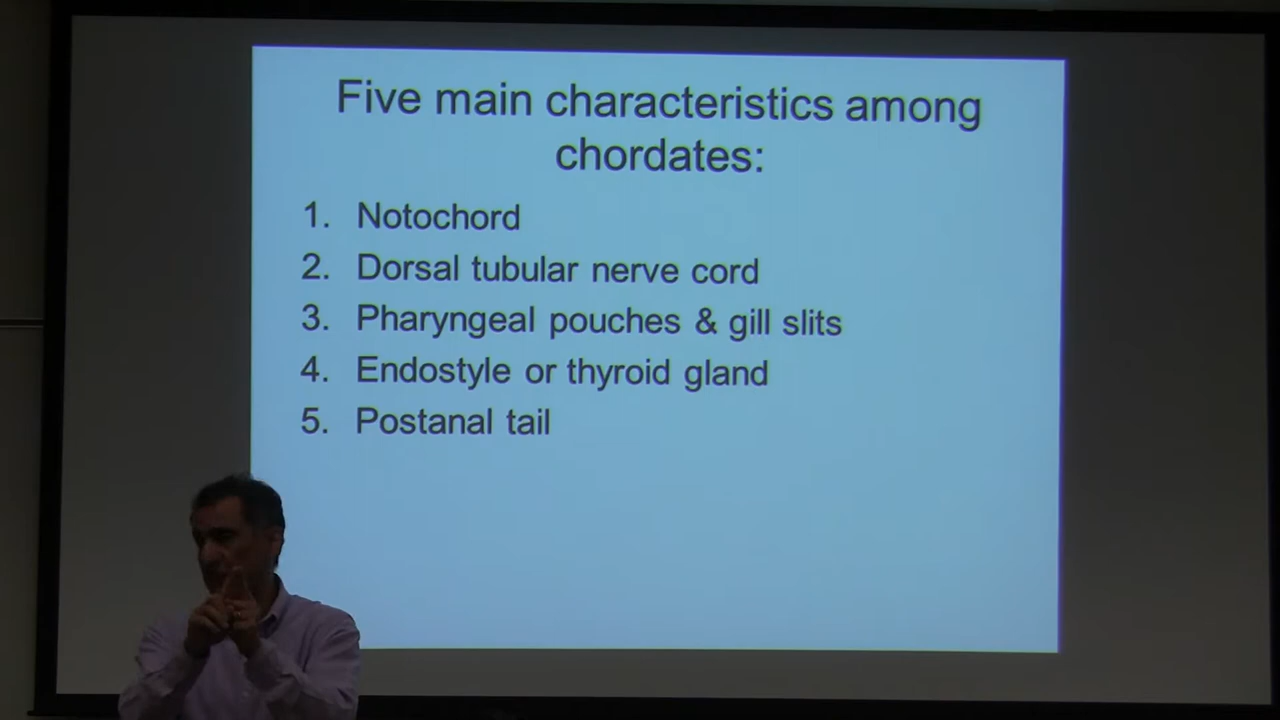 Five main characteristics among
chordates:
1. Notochord
2. Dorsal tubular nerve cord
3. Pharyngeal pouches & gill slits
4. Endostyle or thyroid gland
5. Postanal tail